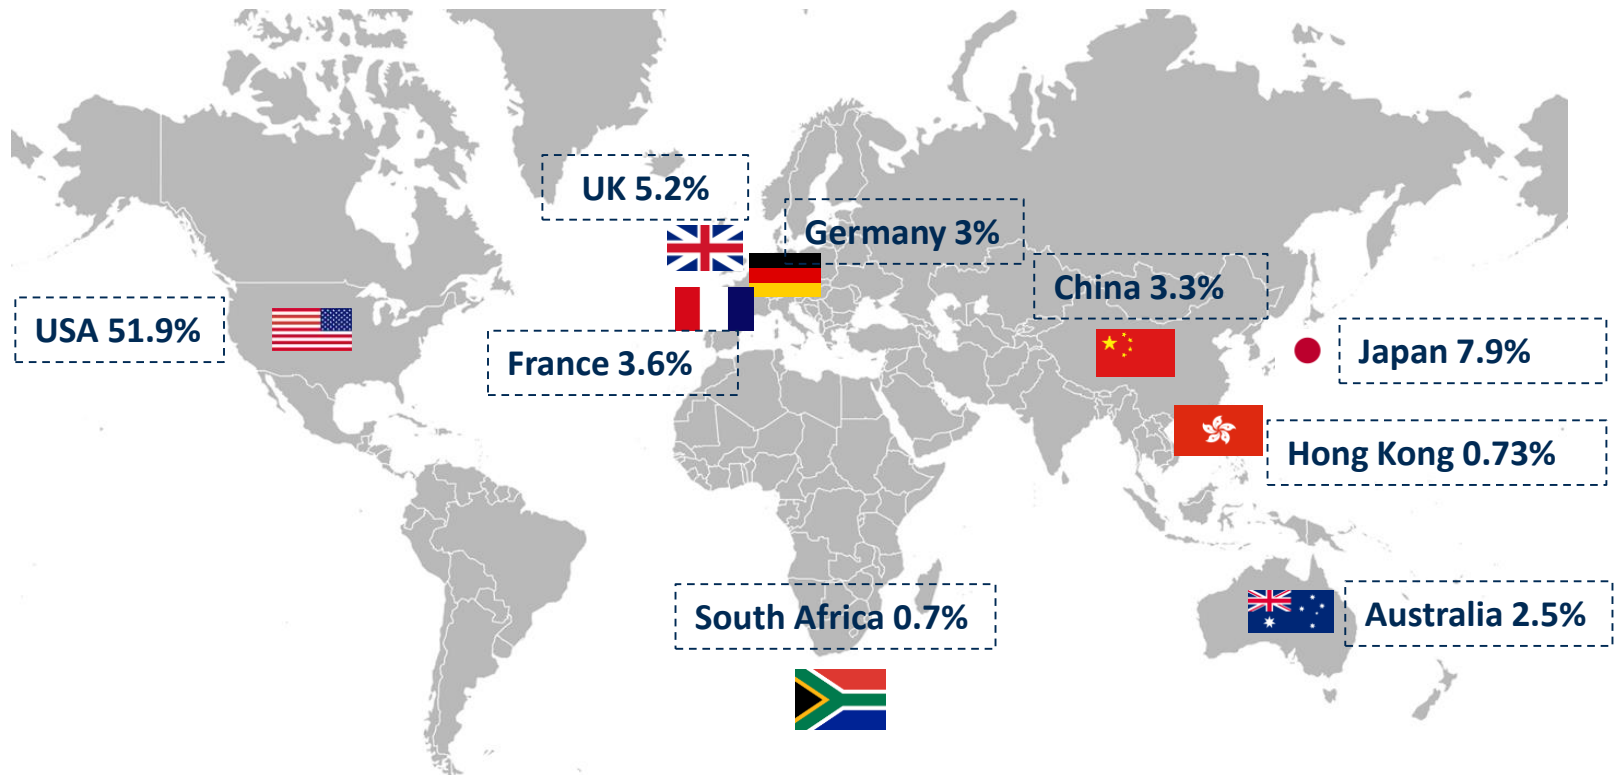 UK 5.2%
Germany 3%
China 3.3%
USA 51.9%
France 3.6%
Japan 7.9%
Hong Kong 0.73%
South Africa 0.7%
Australia 2.5%